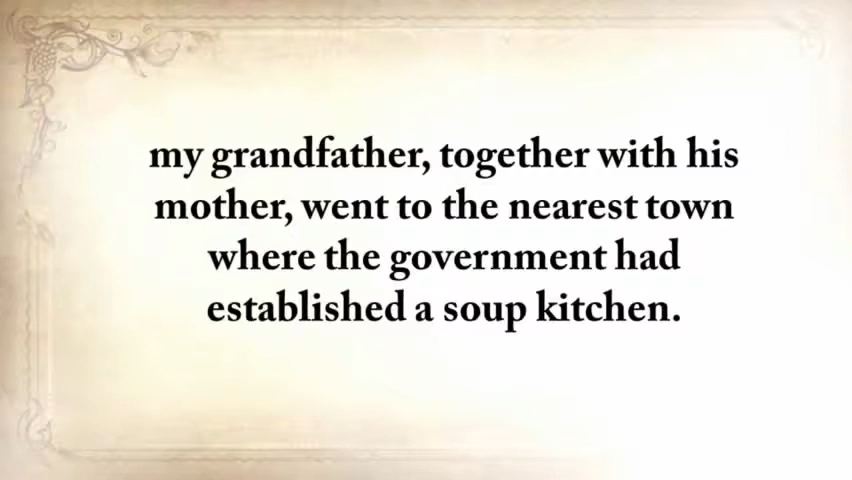 my grandfather, together with his
mother, went to the nearest town
where the government had
established a soup kitchen.